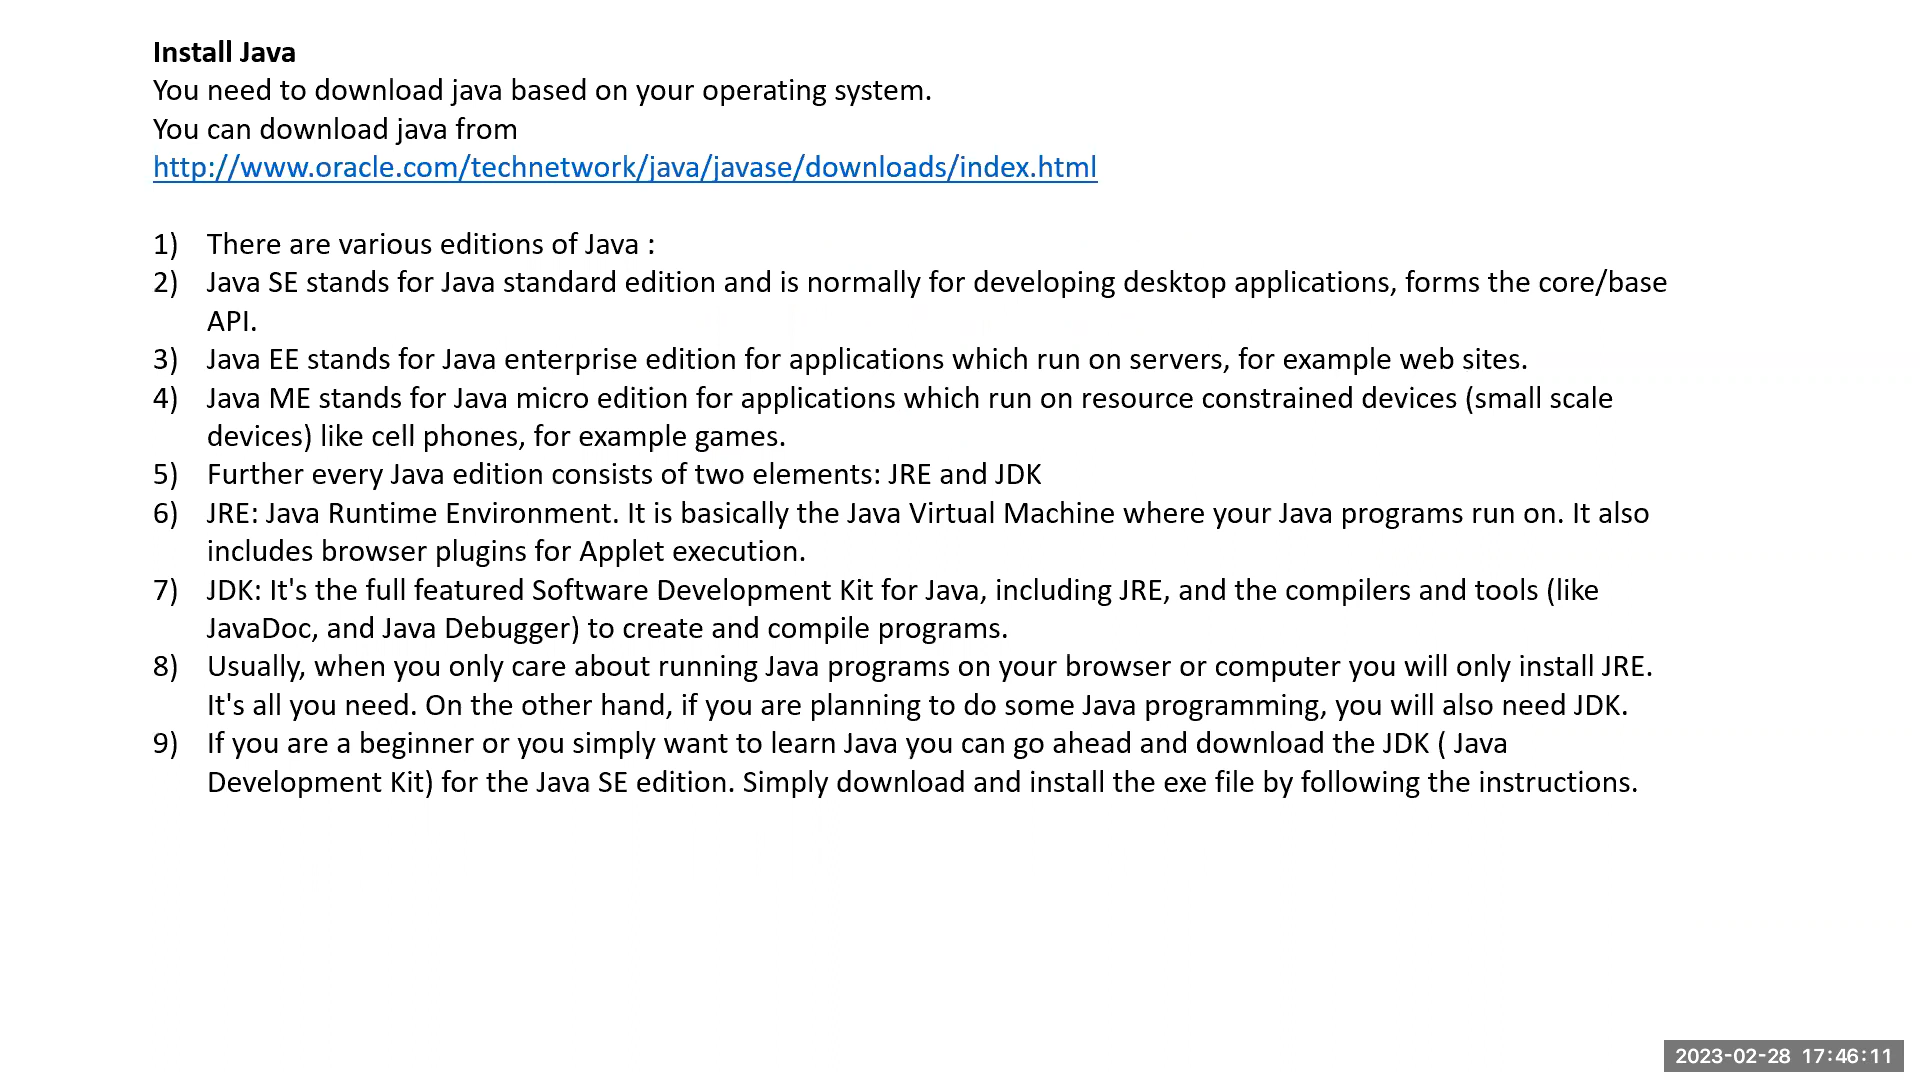 Install Java
You need to download java based on your operating system.
You can download java from
http://www.oracle.com/technetwork/java/javase/downloads/index.html
1) There are various editions of Java :
2) Java SE stands for Java standard edition and is normally for developing desktop applications, forms the core/base
API.
3) Java EE stands for Java enterprise edition for applications which run on servers, for example web sites.
4) Java ME stands for Java micro edition for applications which run on resource constrained devices (small scale
devices) like cell phones, for example games.
5) Further every Java edition consists of two elements: JRE and JDK
6) JRE: Java Runtime Environment. It is basically the Java Virtual Machine where your Java programs run on. It also
includes browser plugins for Applet execution.
7) JDK: It's the full featured Software Development Kit for Java, including JRE, and the compilers and tools (like
JavaDoc, and Java Debugger) to create and compile programs.
8) Usually, when you only care about running Java programs on your browser or computer you will only install JRE.
It's all you need. On the other hand, if you are planning to do some Java programming, you will also need JDK.
9) If you are a beginner or you simply want to learn Java you can go ahead and download the JDK ( Java
Development Kit) for the Java SE edition. Simply download and install the exe file by following the instructions.
2023-02-28 17:46:11